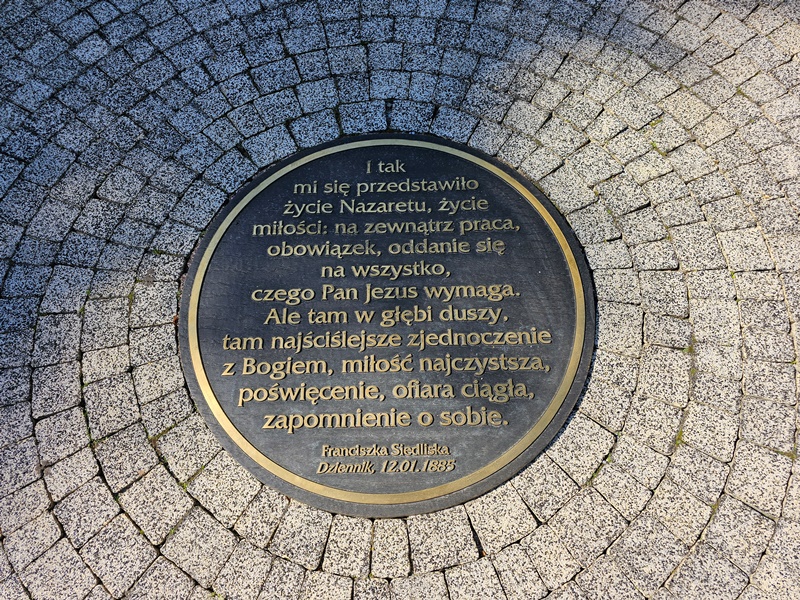 I tak
mi się przedstawiło
życie Nazaretu, życie
miłości: na zewnątrz praca,
obowiązek, oddanie się
na wszystko,
czego Pan Jezus wymaga.
Ale tam w głębi duszy,
tam najściślejsze zjednoczenie
z Bogiem, miłość najczystsza,
poświęcenie, ofiara ciągła,
zapomnienie o sobie.
Franciszka Siedliska
Dziennik, 12.01.1885